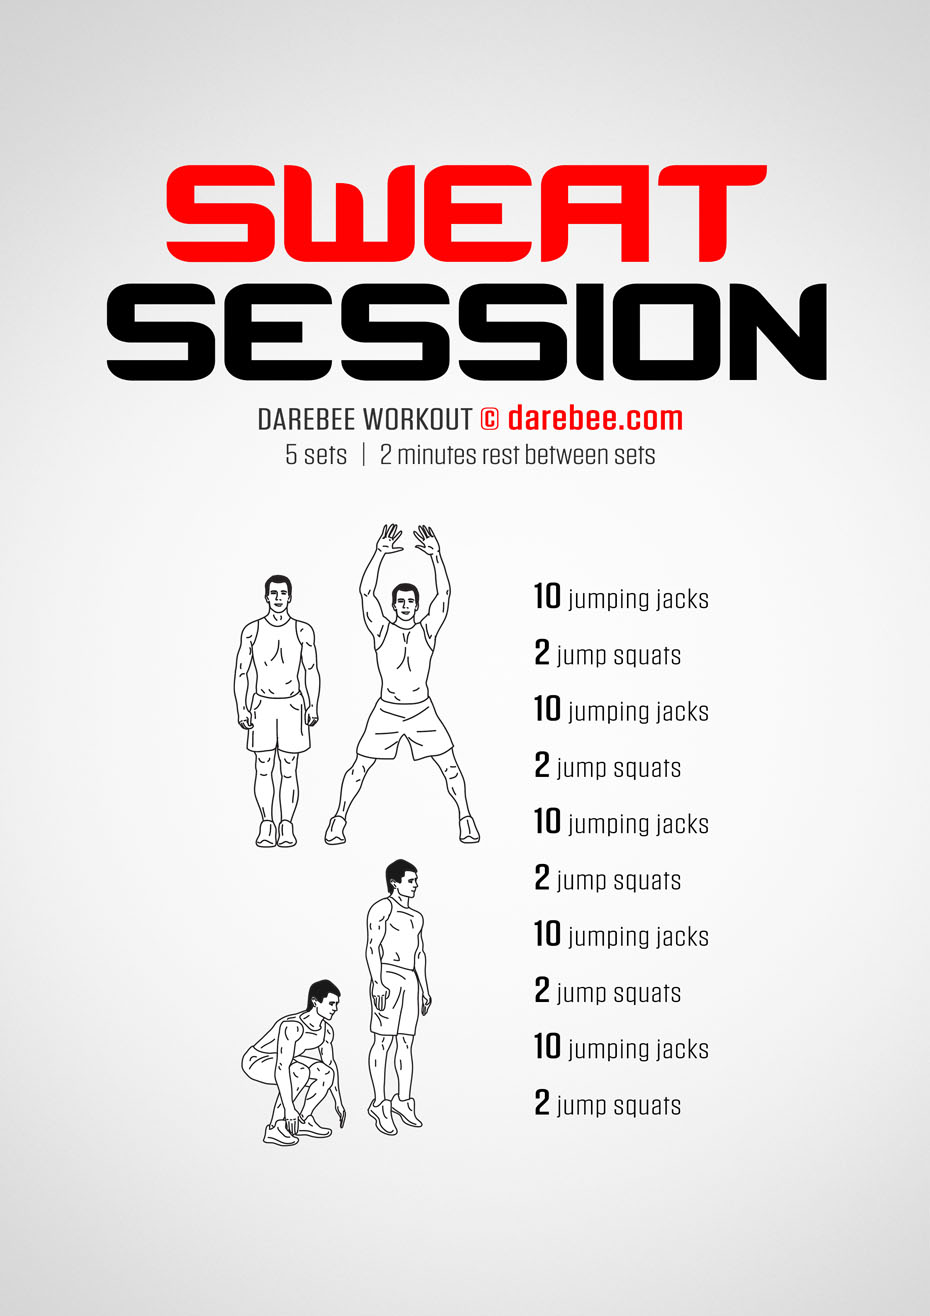 SWEAT
SESSION
DAREBEE WORKOUT © darebee.com
5 sets | 2 minutes rest between sets
10 jumping jacks
2 jump squats
10 jumping jacks
2 jump squats
10 jumping jacks
2 jump squats
10 jumping jacks
2 jump squats
10 jumping jacks
2 jump squats